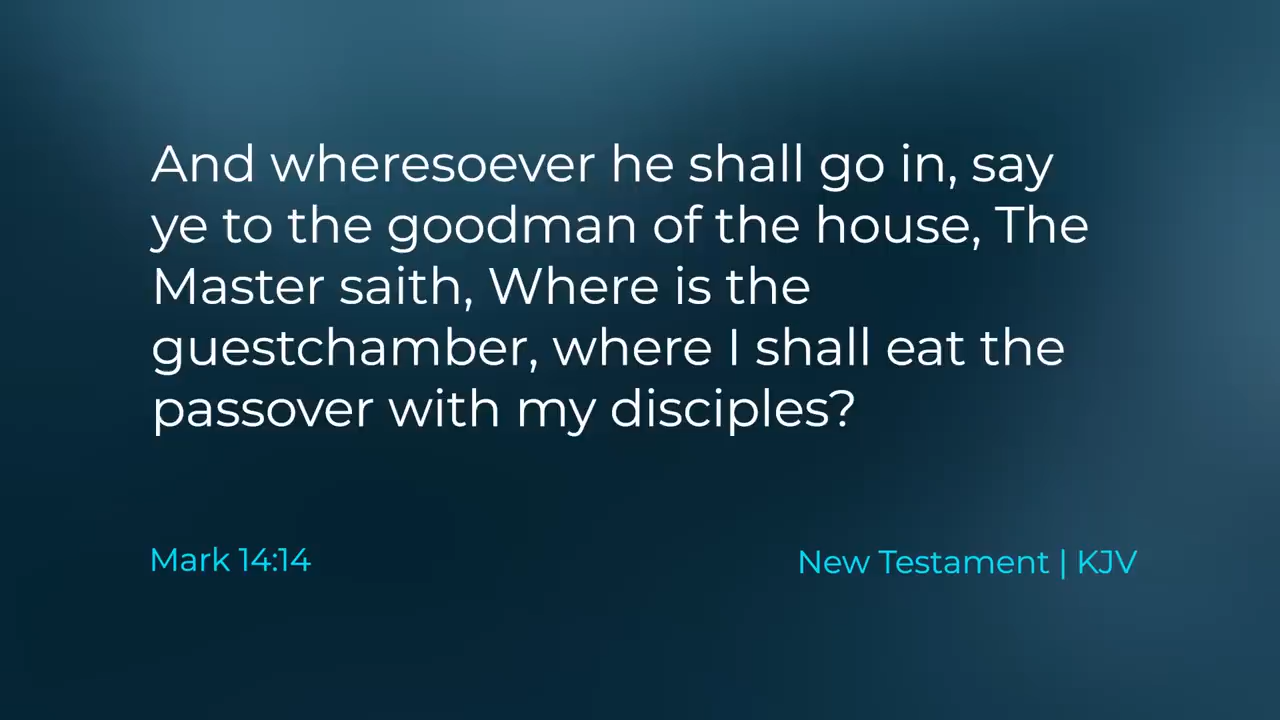 And wheresoever he shall go in, say
ye to the goodman of the house, The
Master saith, Where is the
guestchamber, where I shall eat the
passover with my disciples?
Mark 14:14
New Testament | KJV